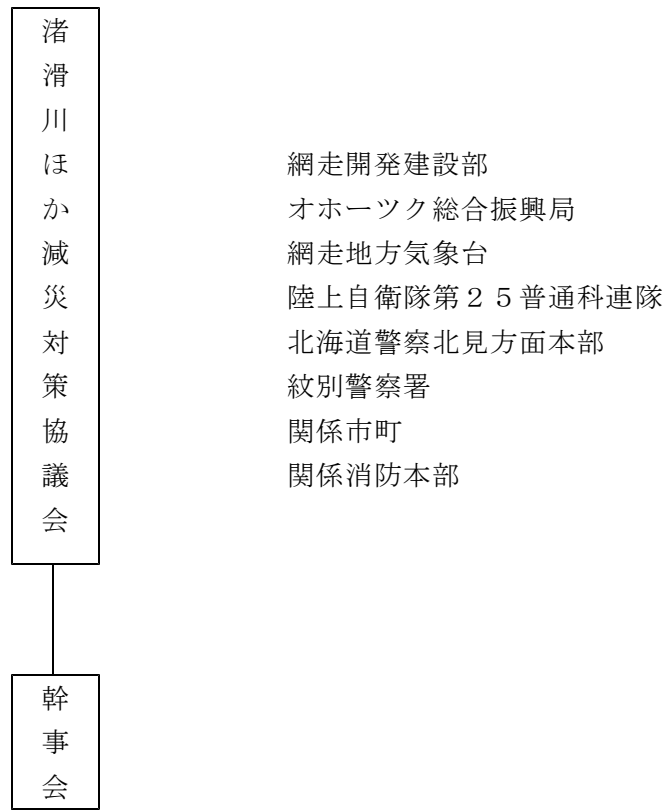 渚滑川ほか減災対策協議会
網走開発建設部
オホーツク総合振興局
網走地方気象台
陸上自衛隊第２５普通科連隊
北海道警察北見方面本部
紋別警察署
関係市町
関係消防本部
幹事会